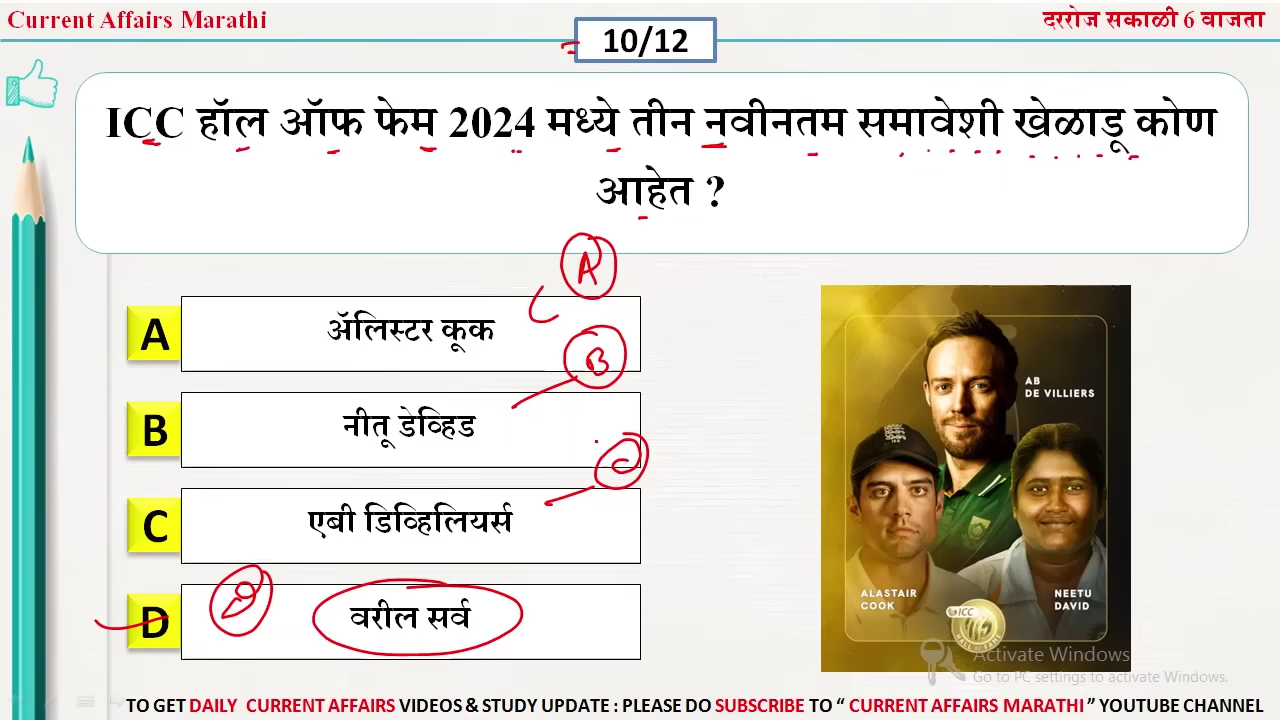 Current Affairs Marathi
दररोज सकाळी 6 वाजता
10/12
ICC हॉल ऑफ फेम 2024 मध्ये तीन नवीनतम समावेशी खेळाडू कोण
आहेत ?
A
A ॲलिस्टर कूक
B
B नीतू डेव्हिड
C
C एबी डिव्हिलियर्स
D वरील सर्व
AB
DE VILLIERS
ALASTAIR
COOK
NEETU
DAVID
ICC
HALL OF FAME
Activate Windows
Go to PC settings to activate Windows.
TO GET DAILY CURRENT AFFAIRS VIDEOS & STUDY UPDATE : PLEASE DO SUBSCRIBE TO “ CURRENT AFFAIRS MARATHI ” YOUTUBE CHANNEL